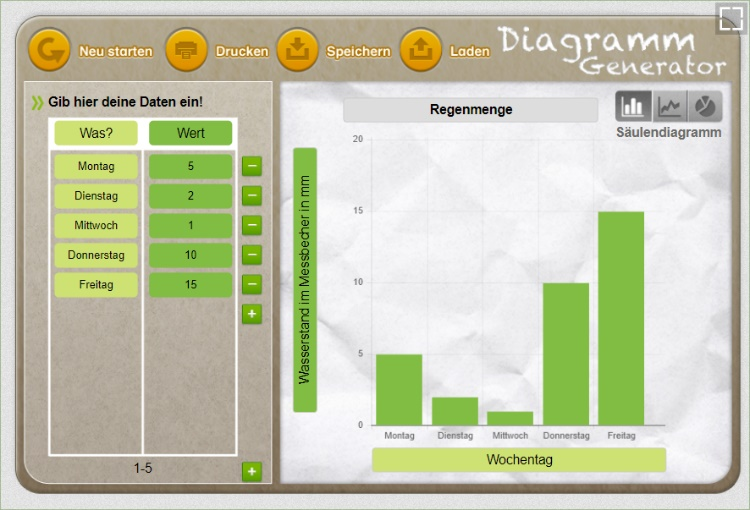 Neu starten
Drucken
Speichern
Laden
Diagramm
Generator
Gib hier deine Daten ein!
Was? Wert
Montag 5
Dienstag 2
Mittwoch 1
Donnerstag 10
Freitag 15
1-5
Regenmenge
Säulendiagramm
Wasserstand im Messbecher in mm
20
15
10
5
0
Montag Dienstag Mittwoch Donnerstag Freitag
Wochentag